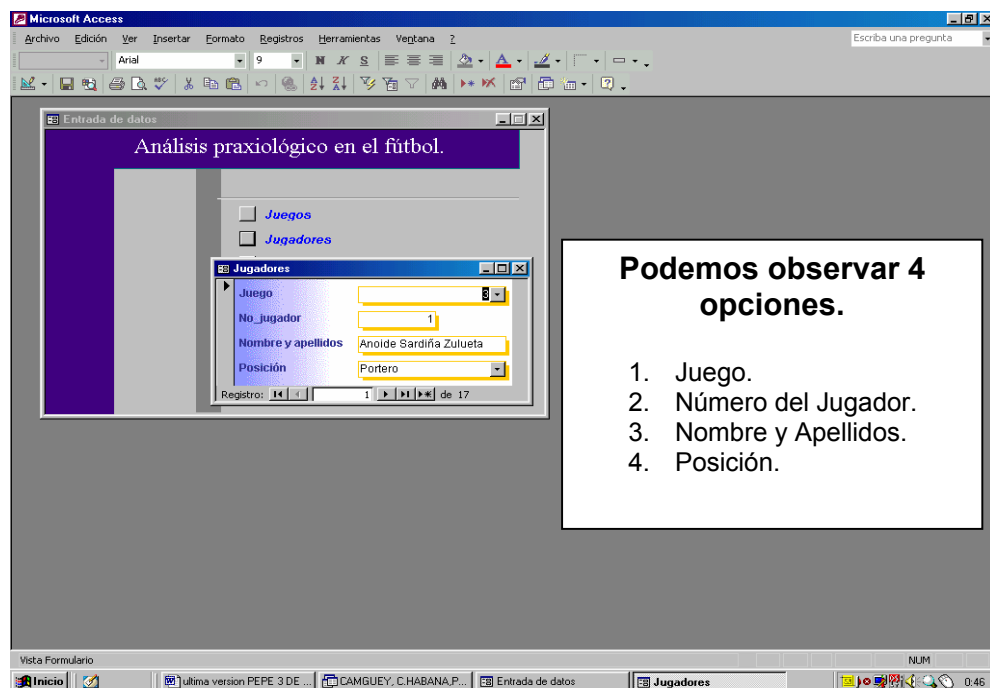 Microsoft Access
Archivo Edición Ver Insertar Formato Registros Herramientas Ventana ?
Escriba una pregunta
Arial 9 N K S
Entrada de datos
Análisis praxiológico en el fútbol.
Juegos
Jugadores
Jugadores
Juego 3
No_jugador 1
Nombre y apellidos Anoide Sardiña Zulueta
Posición Portero
Registro: 1 de 17
Podemos observar 4
opciones.
1. Juego.
2. Número del Jugador.
3. Nombre y Apellidos.
4. Posición.
Vista Formulario NUM
Inicio ultima version PEPE 3 DE ... CAMGUEY, C.HABANA,P... Entrada de datos Jugadores 0:46